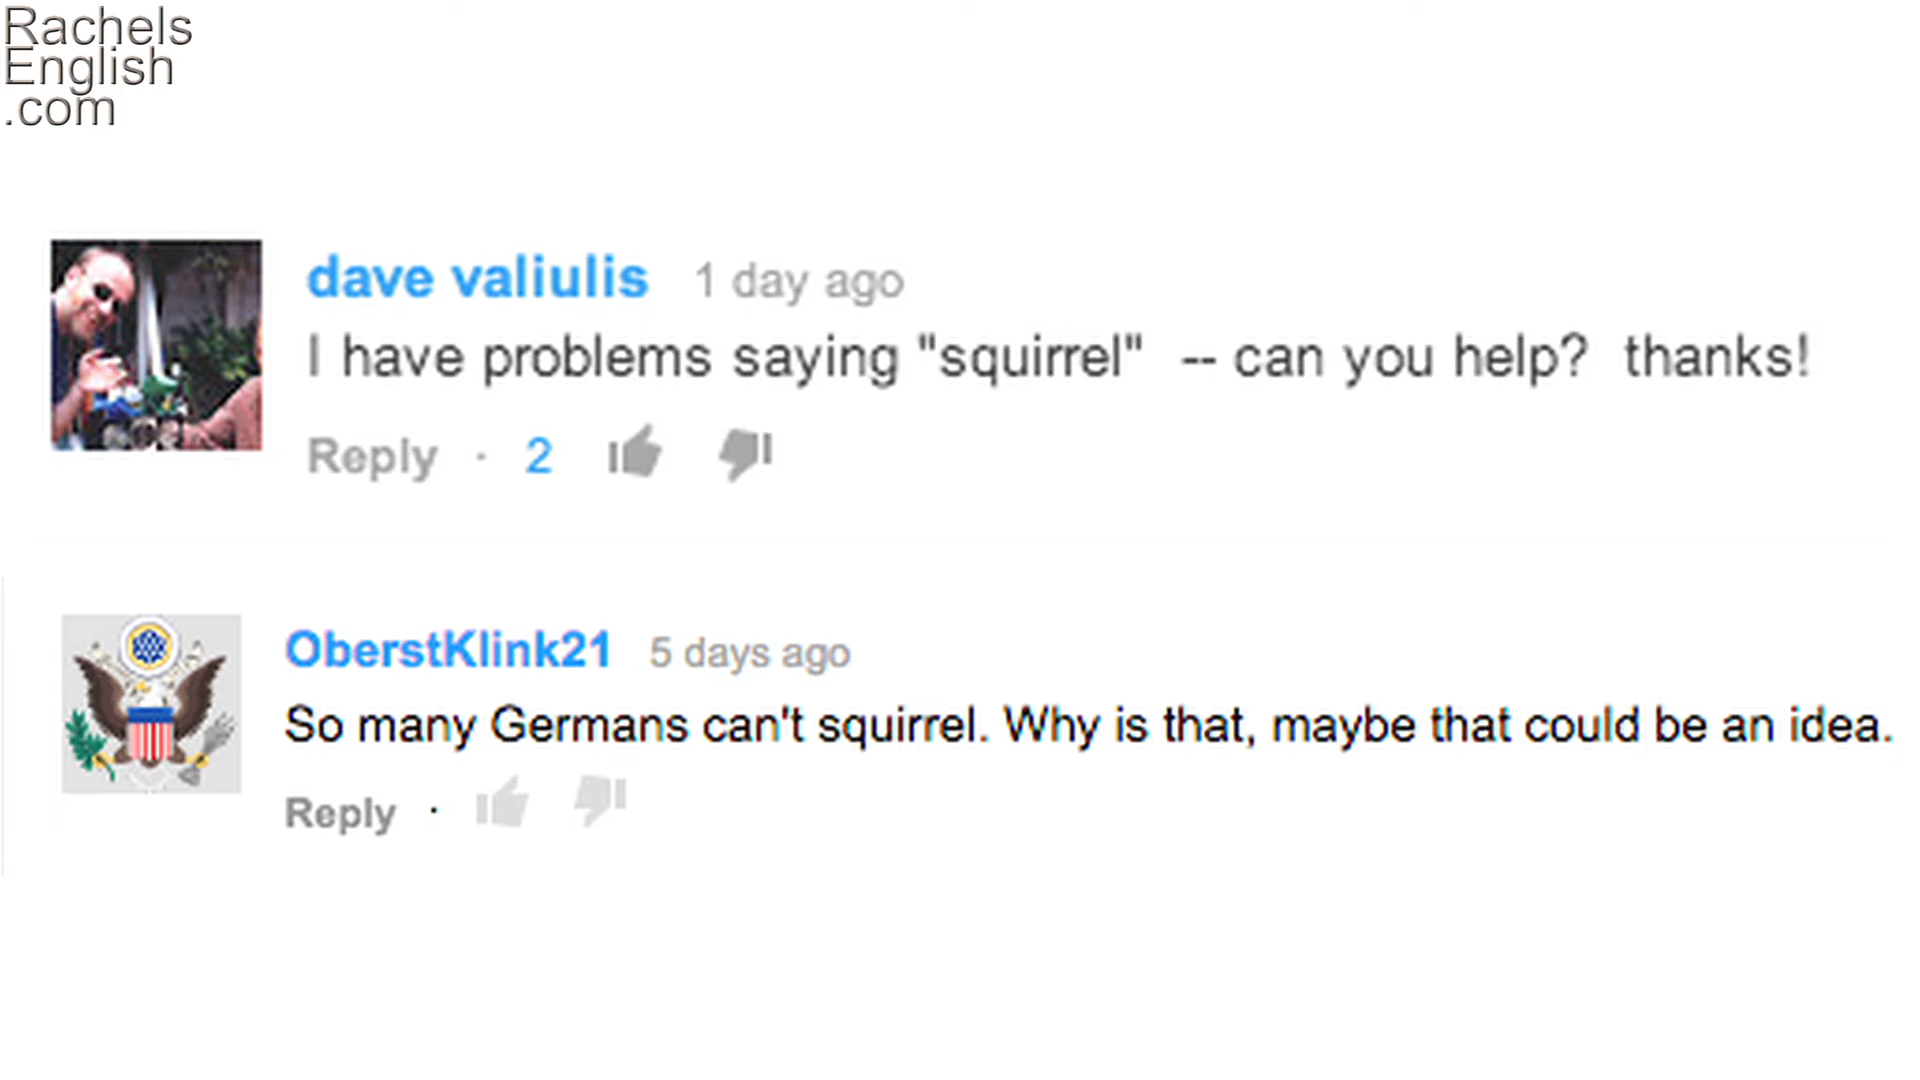 Rachels
English
.com
dave valiulis 1 day ago
I have problems saying "squirrel" -- can you help? thanks!
Reply · 2
OberstKlink21 5 days ago
So many Germans can't squirrel. Why is that, maybe that could be an idea.
Reply ·